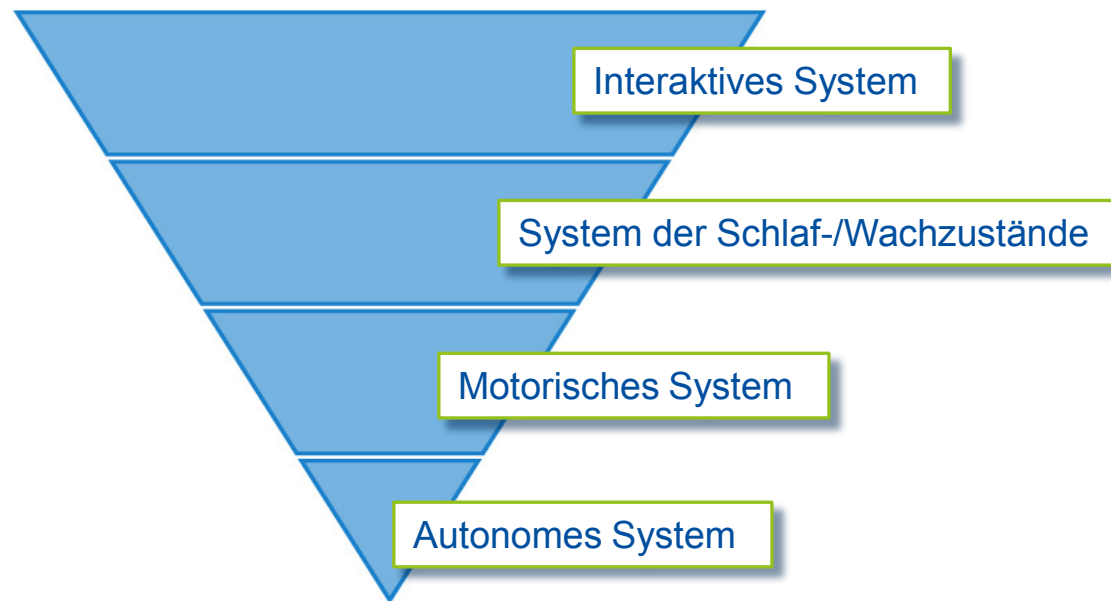 Interaktives System
System der Schlaf-/Wachzustände
Motorisches System
Autonomes System